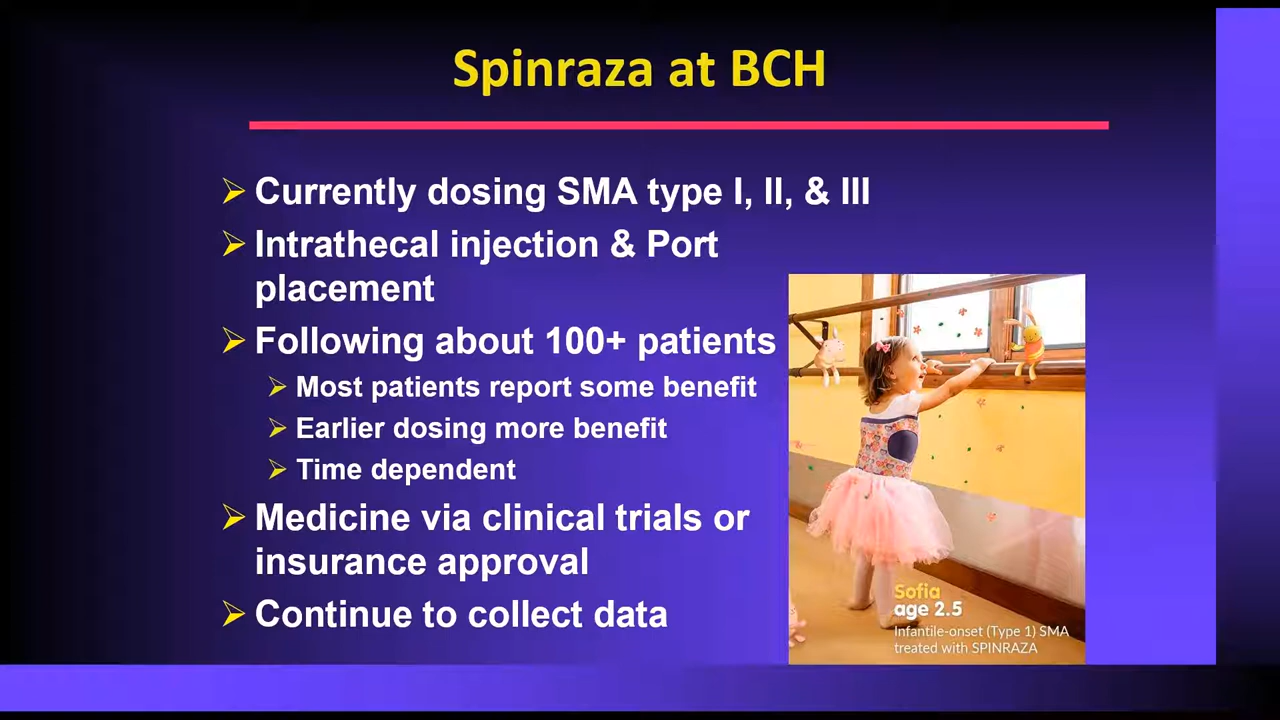 Spinraza at BCH
Currently dosing SMA type I, II, & III
Intrathecal injection & Port
placement
Following about 100+ patients
Most patients report some benefit
Earlier dosing more benefit
Time dependent
Medicine via clinical trials or
insurance approval
Continue to collect data
Sofia
age 2.5
Infantile-onset (Type 1) SMA
treated with SPINRAZA